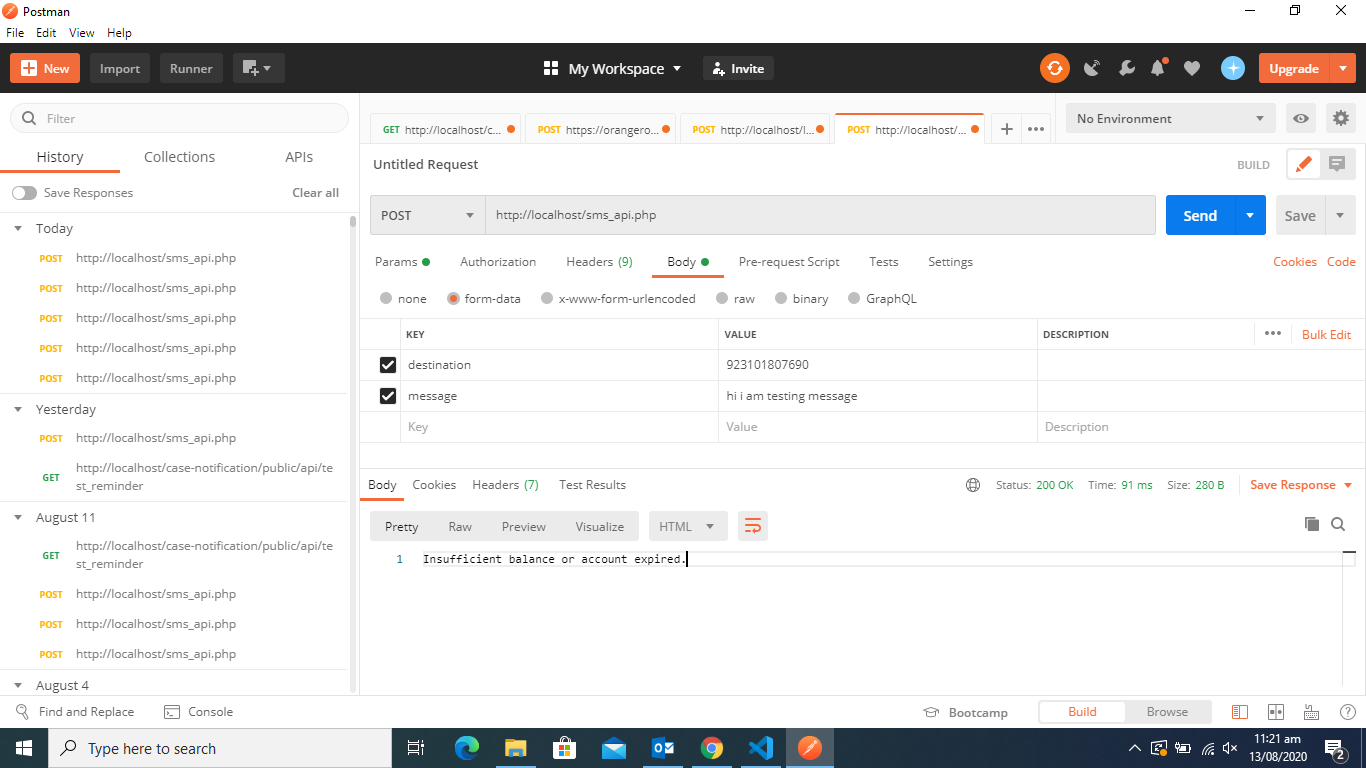 Postman
File Edit View Help
New Import Runner My Workspace Invite Upgrade
Filter
History Collections APIs
Save Responses Clear all
Today
POST http://localhost/sms_api.php
POST http://localhost/sms_api.php
POST http://localhost/sms_api.php
POST http://localhost/sms_api.php
POST http://localhost/sms_api.php
Yesterday
POST http://localhost/sms_api.php
GET http://localhost/case-notification/public/api/te
st_reminder
August 11
GET http://localhost/case-notification/public/api/te
st_reminder
POST http://localhost/sms_api.php
POST http://localhost/sms_api.php
POST http://localhost/sms_api.php
August 4
GET http://localhost/c... POST https://orangero... POST http://localhost/l... POST http://localhost/... No Environment
Untitled Request BUILD
POST http://localhost/sms_api.php Send Save
Params Authorization Headers (9) Body Pre-request Script Tests Settings Cookies Code
none form-data x-www-form-urlencoded raw binary GraphQL
KEY VALUE DESCRIPTION Bulk Edit
destination 923101807690
message hi i am testing message
Key Value Description
Body Cookies Headers (7) Test Results Status: 200 OK Time: 91 ms Size: 280 B Save Response
Pretty Raw Preview Visualize HTML
1 Insufficient balance or account expired.
Find and Replace Console Bootcamp Build Browse
Type here to search
11:21 am
13/08/2020
2